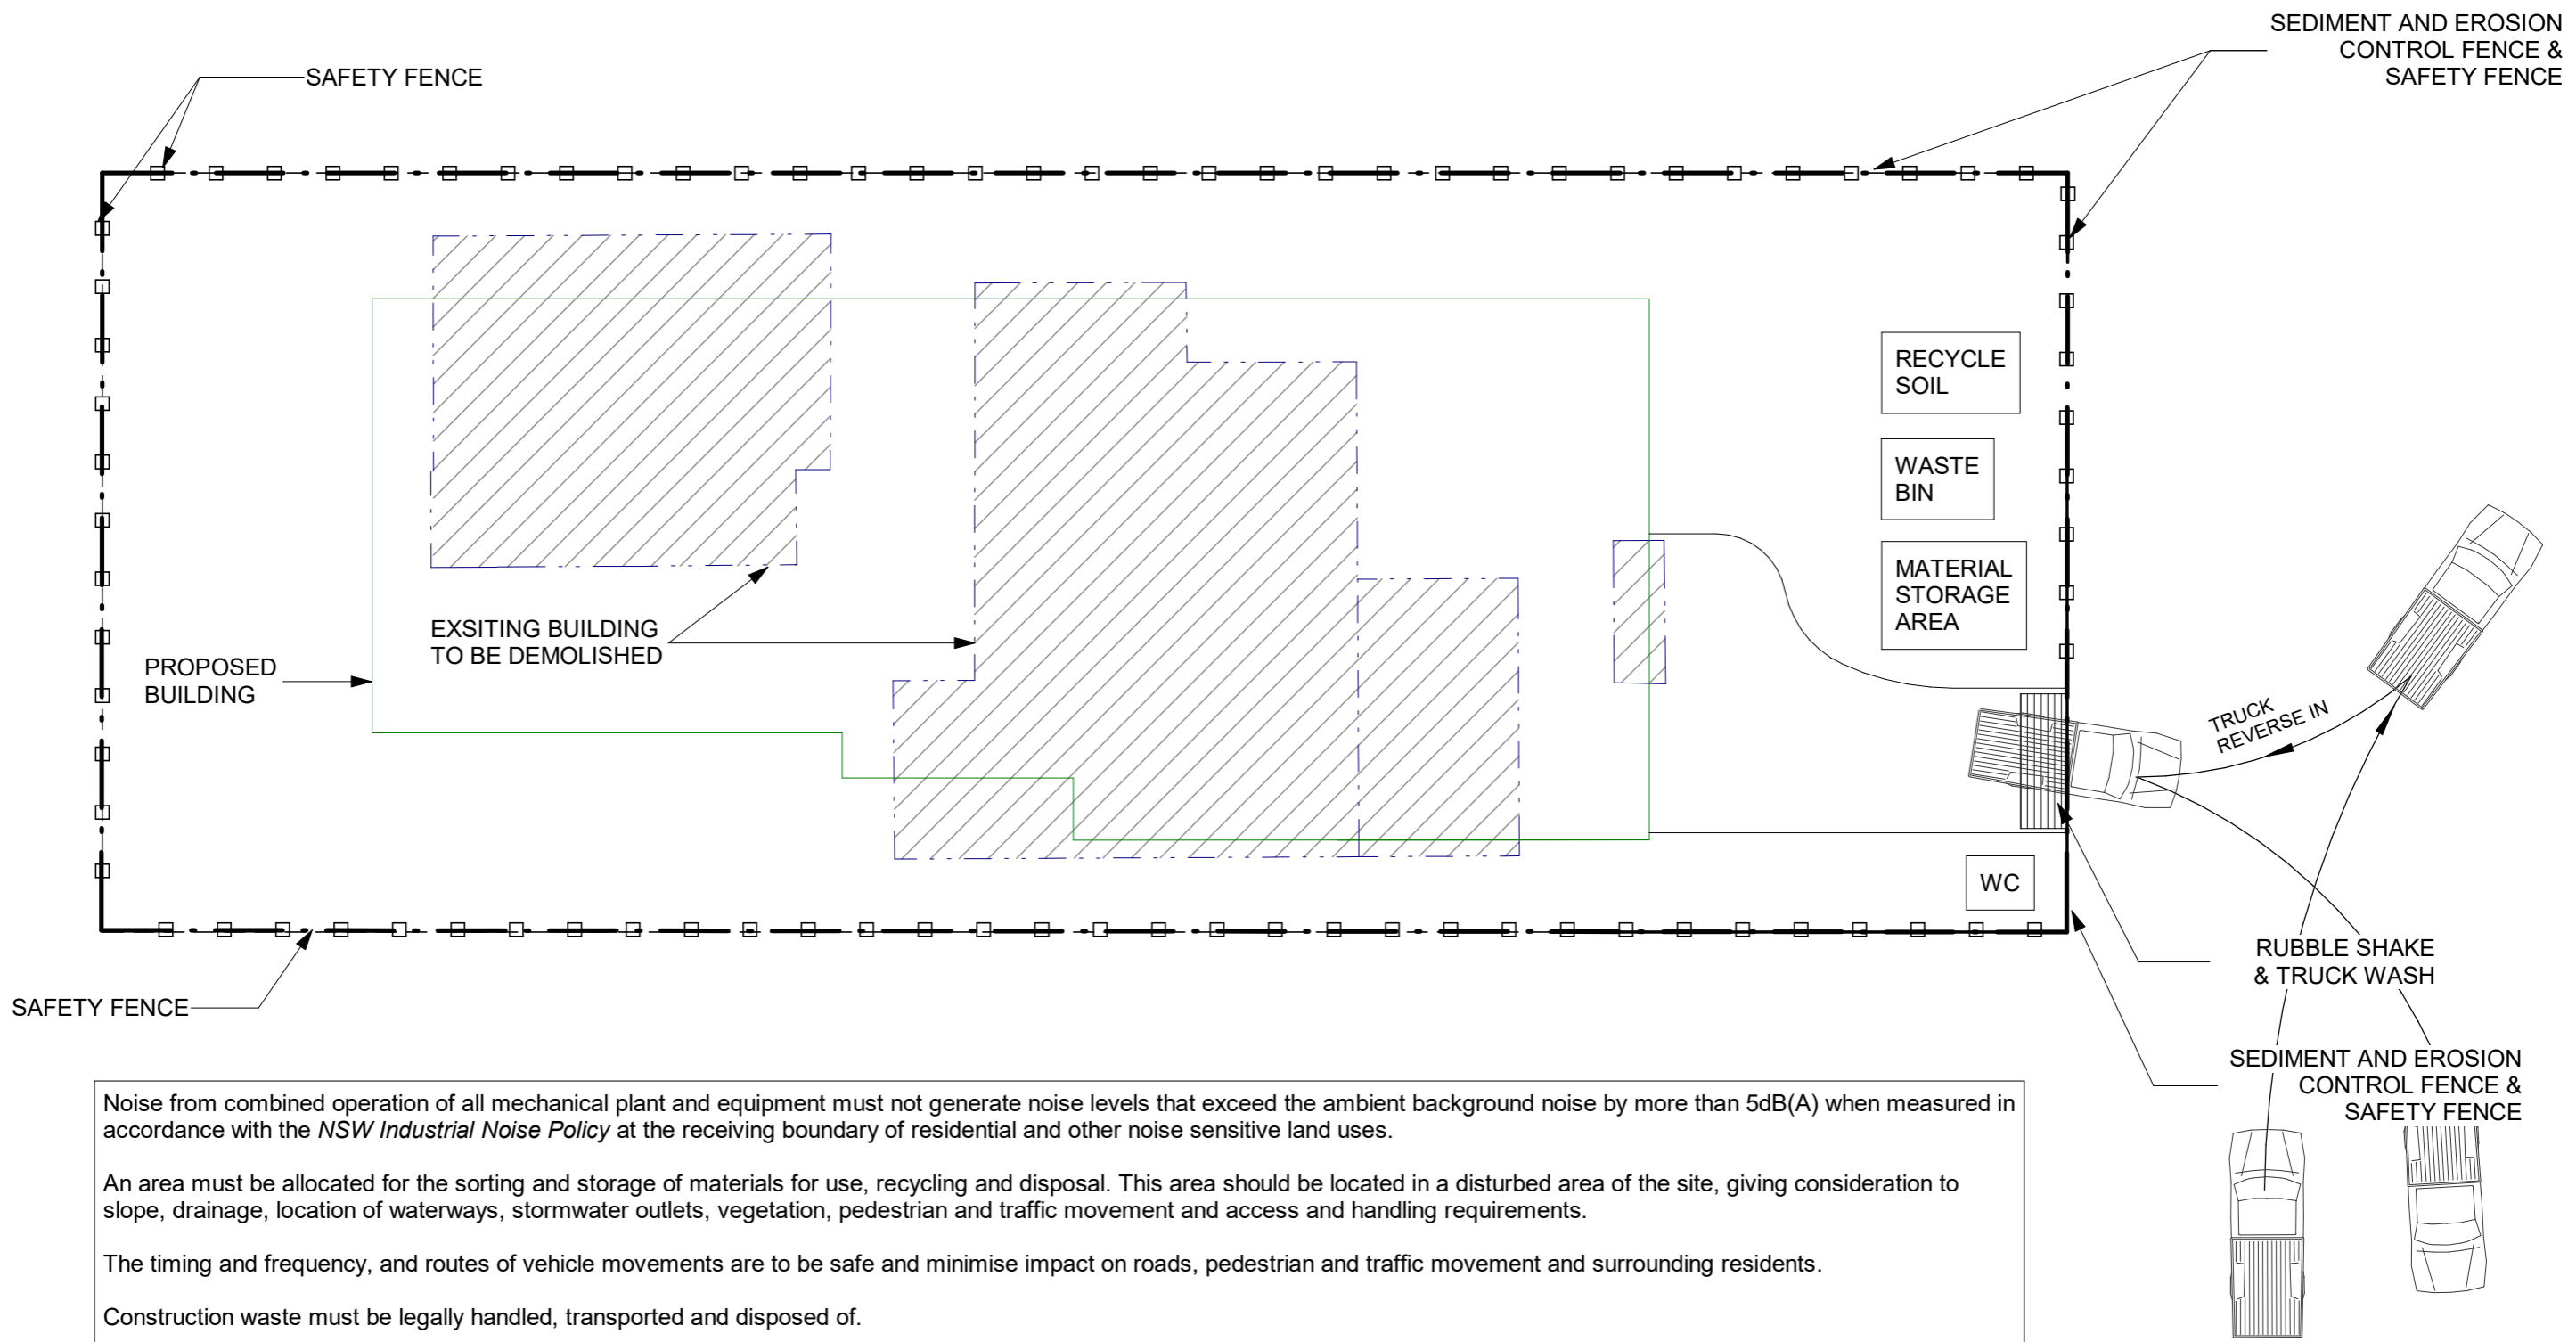 SEDIMENT AND EROSION
CONTROL FENCE &
SAFETY FENCE
SAFETY FENCE
RECYCLE
SOIL
WASTE
BIN
MATERIAL
STORAGE
AREA
EXSITING BUILDING
TO BE DEMOLISHED
PROPOSED
BUILDING
TRUCK
REVERSE IN
WC
RUBBLE SHAKE
& TRUCK WASH
SAFETY FENCE
SEDIMENT AND EROSION
CONTROL FENCE &
SAFETY FENCE
Noise from combined operation of all mechanical plant and equipment must not generate noise levels that exceed the ambient background noise by more than 5dB(A) when measured in
accordance with the NSW Industrial Noise Policy at the receiving boundary of residential and other noise sensitive land uses.
An area must be allocated for the sorting and storage of materials for use, recycling and disposal. This area should be located in a disturbed area of the site, giving consideration to
slope, drainage, location of waterways, stormwater outlets, vegetation, pedestrian and traffic movement and access and handling requirements.
The timing and frequency, and routes of vehicle movements are to be safe and minimise impact on roads, pedestrian and traffic movement and surrounding residents.
Construction waste must be legally handled, transported and disposed of.